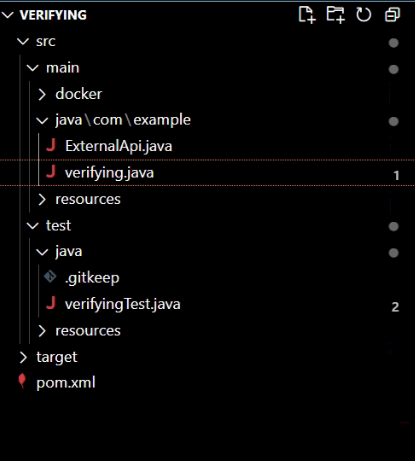 VERIFYING
src
main
docker
java\com\example
ExternalApi.java
verifying.java 1
resources
test
java
.gitkeep
verifyingTest.java 2
resources
target
pom.xml